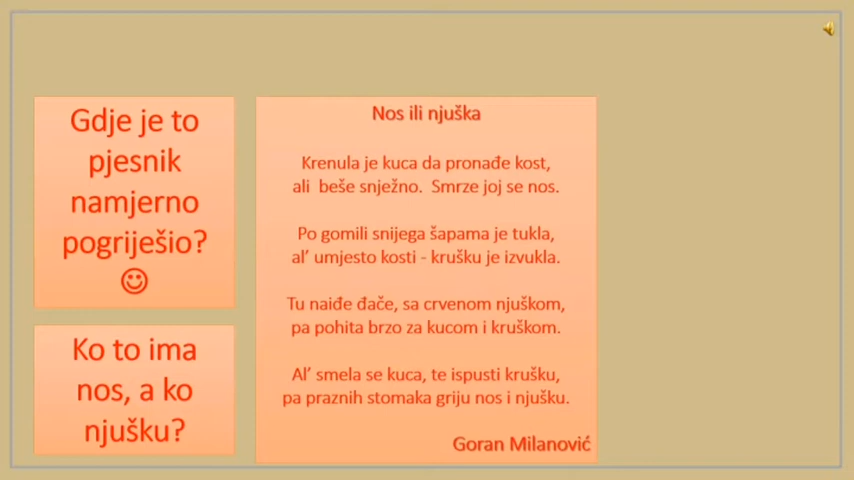 Gdje je to
pjesnik
namjerno
pogriješio?
☺
Ko to ima
nos, a ko
njušku?
Nos ili njuška
Krenula je kuca da pronađe kost,
ali beše snježno. Smrze joj se nos.
Po gomili snijega šapama je tukla,
al’ umjesto kosti - krušku je izvukla.
Tu naiđe đače, sa crvenom njuškom,
pa pohita brzo za kucom i kruškom.
Al’ smela se kuca, te ispusti krušku,
pa praznih stomaka griju nos i njušku.
Goran Milanović